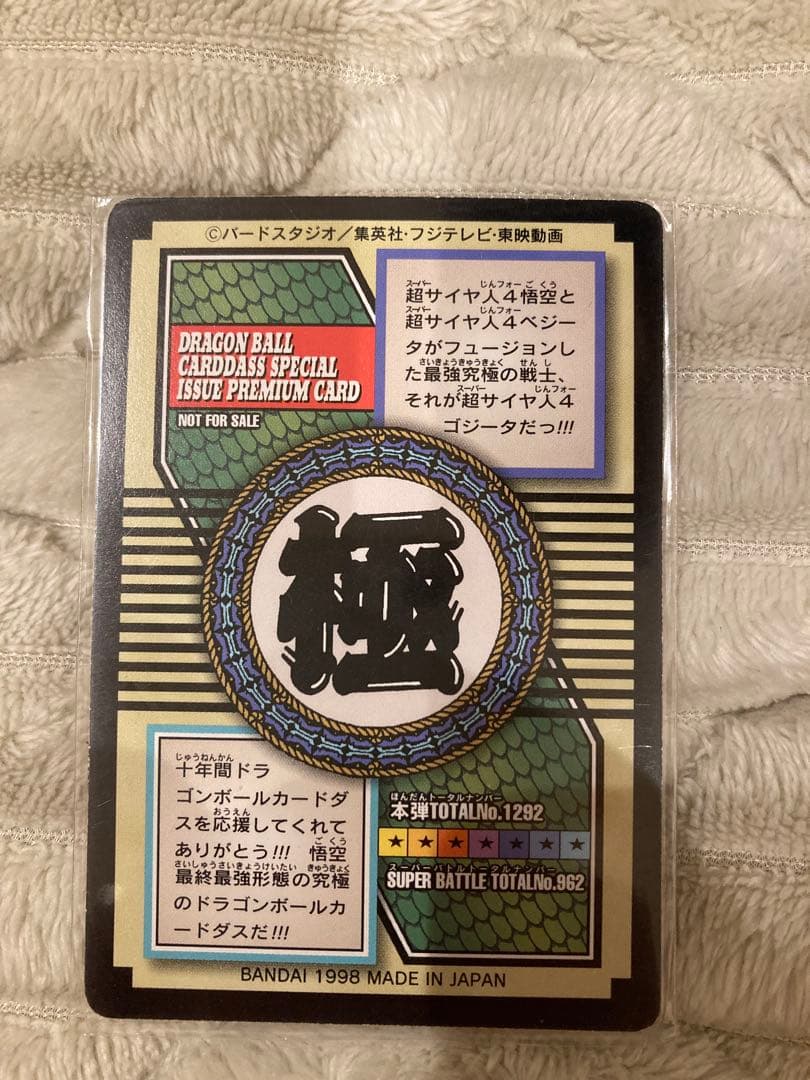 ©バードスタジオ／集英社・フジテレビ・東映動画
DRAGON BALL
CARDDASS SPECIAL
ISSUE PREMIUM CARD
NOT FOR SALE
スーパー じんフォー ごくう
超サイヤ人4悟空と
スーパー じんフォー
超サイヤ人4ベジー
タがフュージョンし
さいきょうきゅうきょく せんし
た最強究極の戦士、
スーパー じんフォー
それが超サイヤ人4
ゴジータだっ!!!
極
じゅうねんかん
十年間ドラ
ゴンボールカードダ
おうえん
スを応援してくれて
ごくう
ありがとう!!! 悟空
さいしゅうさいきょうけいたい きゅうきょく
最終最強形態の究極
のドラゴンボールカ
ードダスだ!!!
ほんだんトータルナンバー
本弾TOTALNo.1292
スーパーバトルトータルナンバー
SUPER BATTLE TOTALNo.962
BANDAI 1998 MADE IN JAPAN